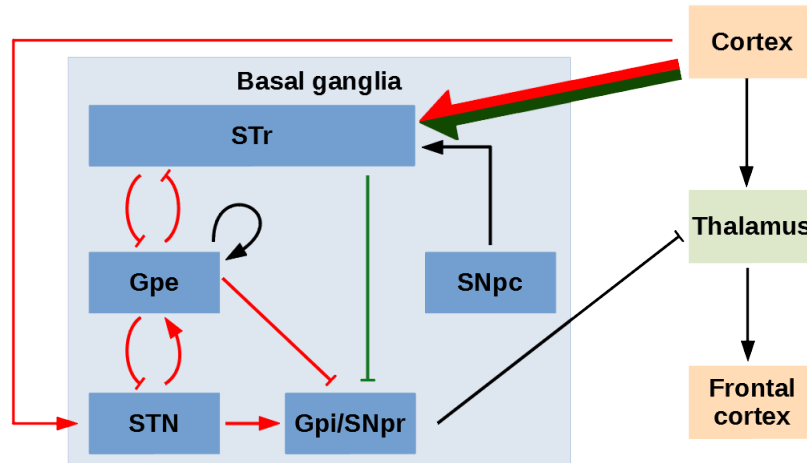 Cortex
Basal ganglia
STr
Thalamus
Gpe
SNpc
STN
Gpi/SNpr
Frontal
cortex